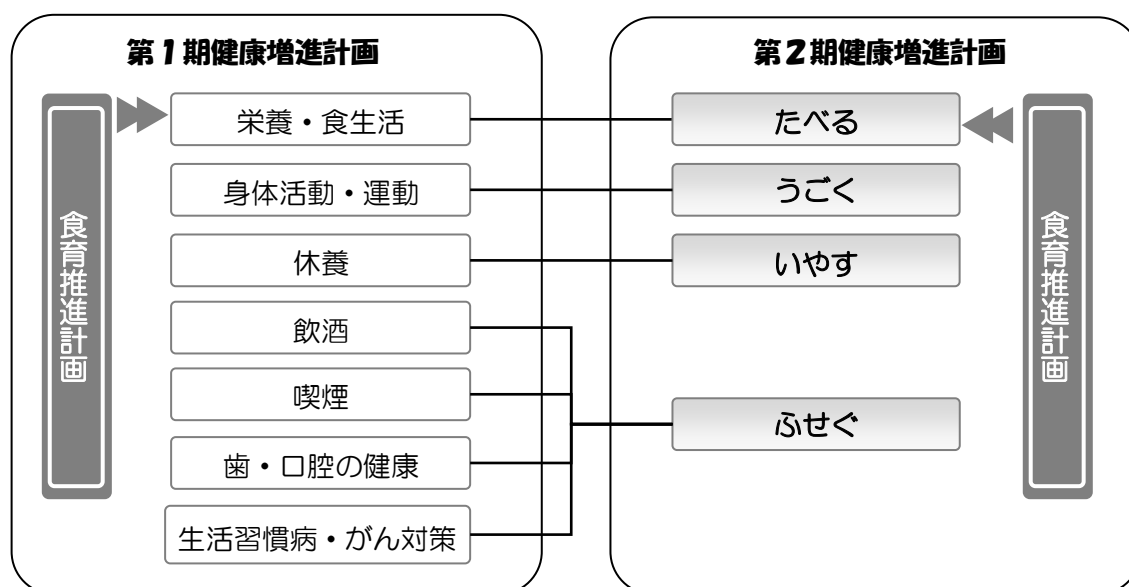 第1期健康増進計画
食育推進計画
栄養・食生活
身体活動・運動
休養
飲酒
喫煙
歯・口腔の健康
生活習慣病・がん対策
第2期健康増進計画
たべる
うごく
いやす
ふせぐ
食育推進計画